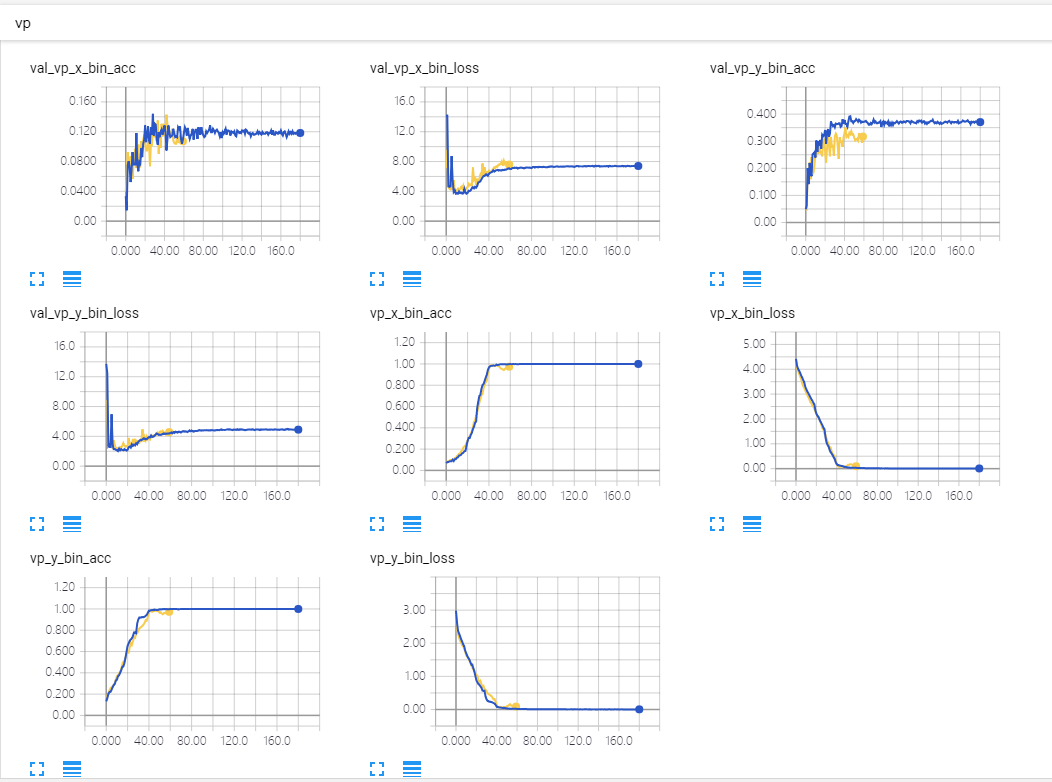 vp
val_vp_x_bin_acc val_vp_x_bin_loss val_vp_y_bin_acc
0.160 16.0 0.400
0.120 12.0 0.300
0.0800 8.00 0.200
0.0400 4.00 0.100
0.00 0.00 0.00
0.000 40.00 80.00 120.0 160.0 0.000 40.00 80.00 120.0 160.0 0.000 40.00 80.00 120.0 160.0
val_vp_y_bin_loss vp_x_bin_acc vp_x_bin_loss
16.0 1.20 5.00
12.0 1.00 4.00
8.00 0.800 3.00
4.00 0.600 2.00
0.00 0.400 1.00
0.200 0.00
0.00
0.000 40.00 80.00 120.0 160.0 0.000 40.00 80.00 120.0 160.0 0.000 40.00 80.00 120.0 160.0
vp_y_bin_acc vp_y_bin_loss
1.20 3.00
1.00 2.00
0.800 1.00
0.600 0.00
0.400
0.200
0.00
0.000 40.00 80.00 120.0 160.0 0.000 40.00 80.00 120.0 160.0